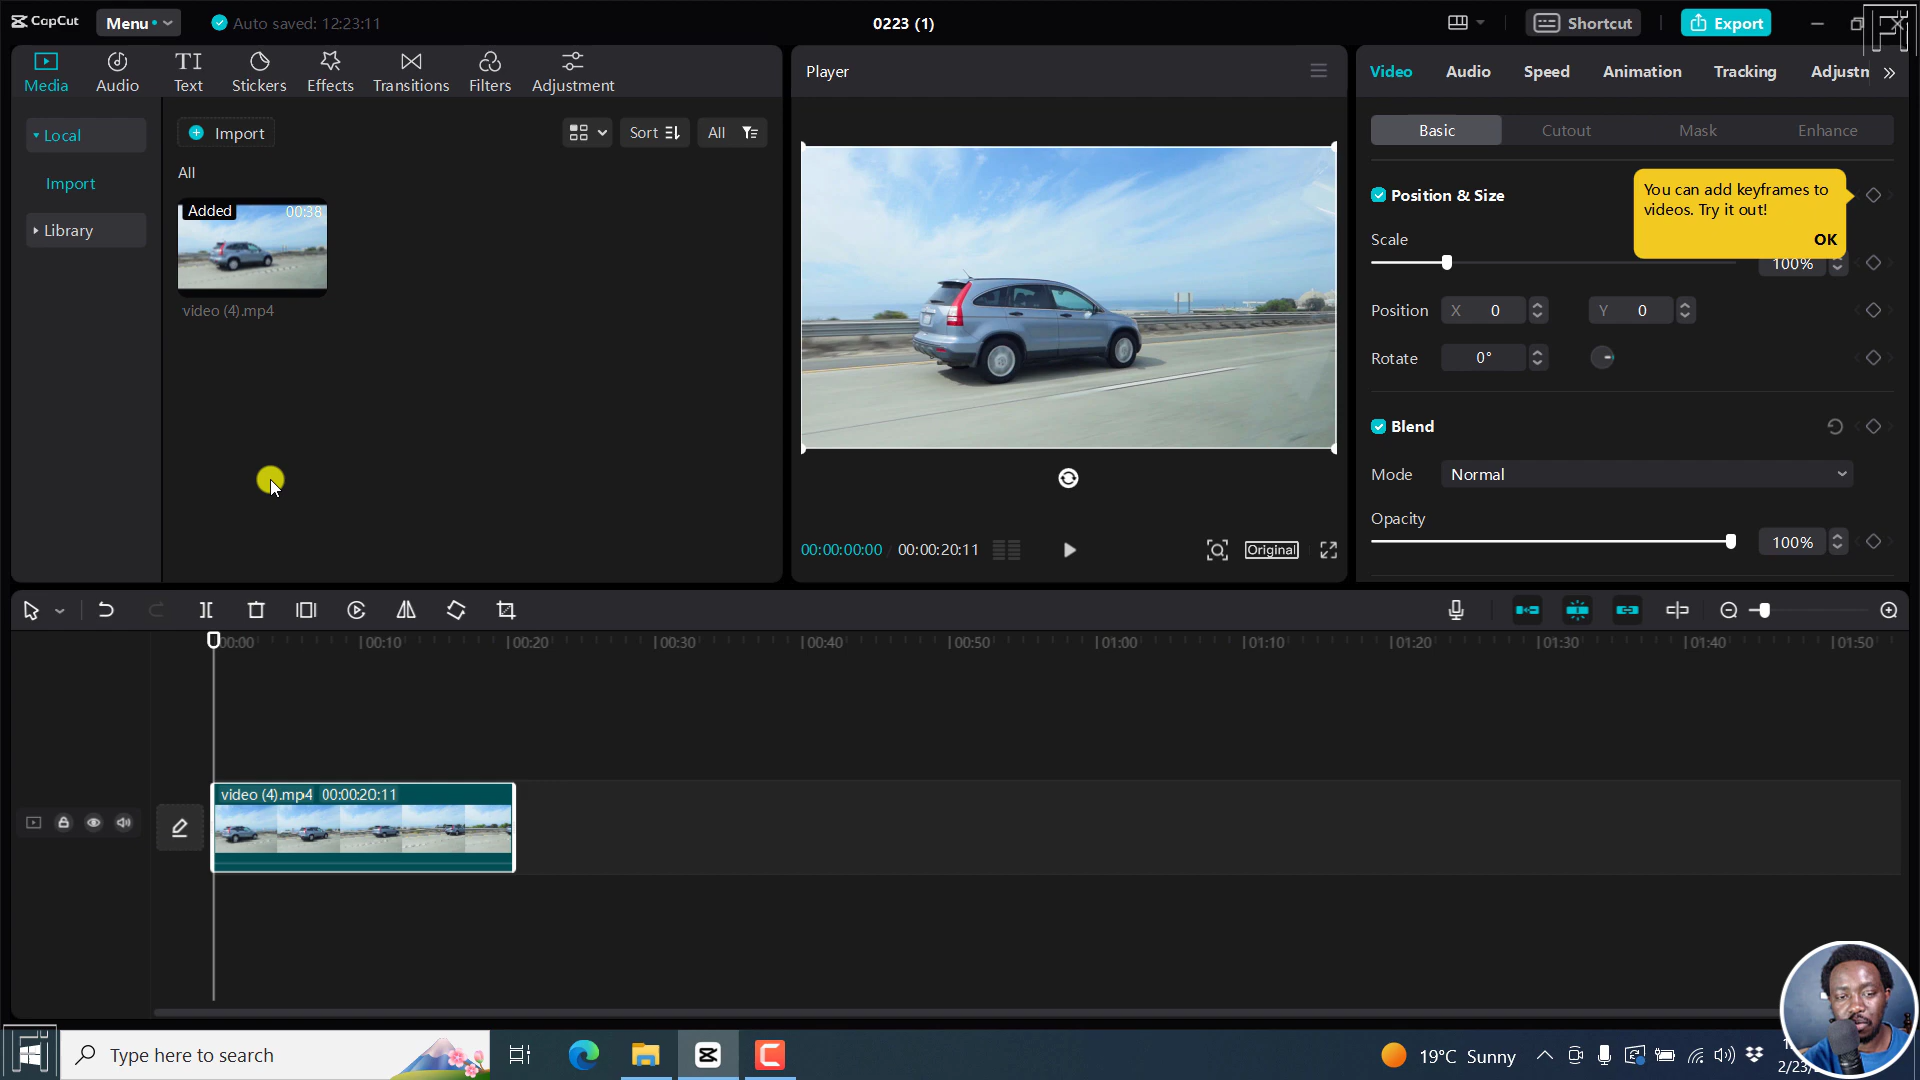 CapCut
Menu
Auto saved: 12:23:11
0223 (1)
Shortcut
Export
Media
Audio
Text
Stickers
Effects
Transitions
Filters
Adjustment
Local
Import
Library
Import
Sort
All
All
Added
00:38
video (4).mp4
Player
00:00:00:00 / 00:00:20:11
Original
Video
Audio
Speed
Animation
Tracking
Adjustn
Basic
Cutout
Mask
Enhance
Position & Size
You can add keyframes to
videos. Try it out!
OK
Scale
100%
Position
X 0
Y 0
Rotate
0°
Blend
Mode
Normal
Opacity
100%
00:00
00:10
00:20
00:30
00:40
00:50
01:00
01:10
01:20
01:30
01:40
01:50
video (4).mp4 00:00:20:11
Type here to search
19°C Sunny